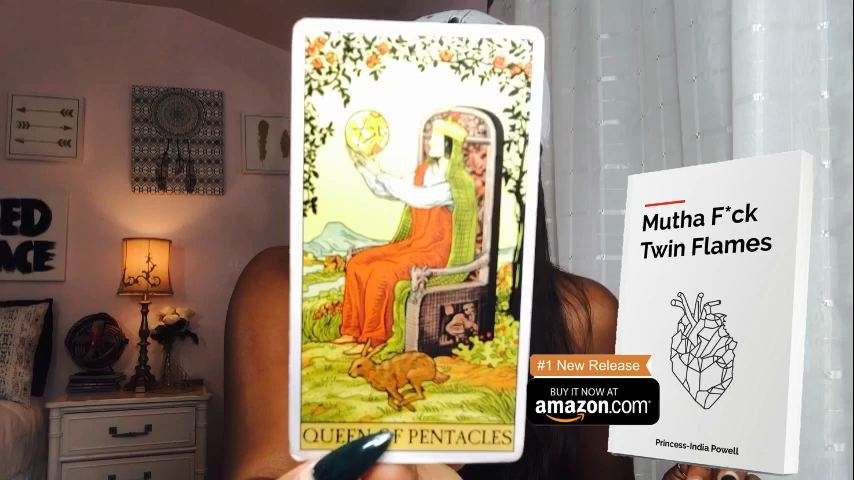 ED
ACE
QUEEN OF PENTACLES
Mutha F*ck
Twin Flames
#1 New Release
BUY IT NOW AT
amazon.com
Princess-India Powell